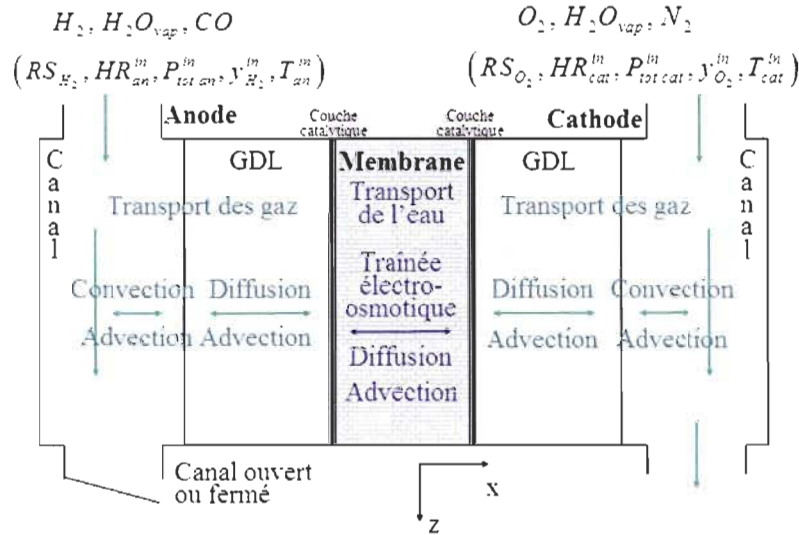 H₂, H₂O_vap, CO
(RS_H₂, HR_an^in, P_tot an^in, y_H₂^in, T_an^in)
O₂, H₂O_vap, N₂
(RS_O₂, HR_cat^in, P_tot cat^in, y_O₂^in, T_cat^in)
Anode
Couche
catalytique
Couche
catalytique
Cathode
Canal
GDL
Membrane
GDL
Canal
Transport des gaz
Transport
de l'eau
Transport des gaz
Traînée
électro-
osmotique
Convection
Diffusion
Diffusion
Convection
Advection
Advection
Diffusion
Advection
Advection
Advection
Canal ouvert
ou fermé
x
z